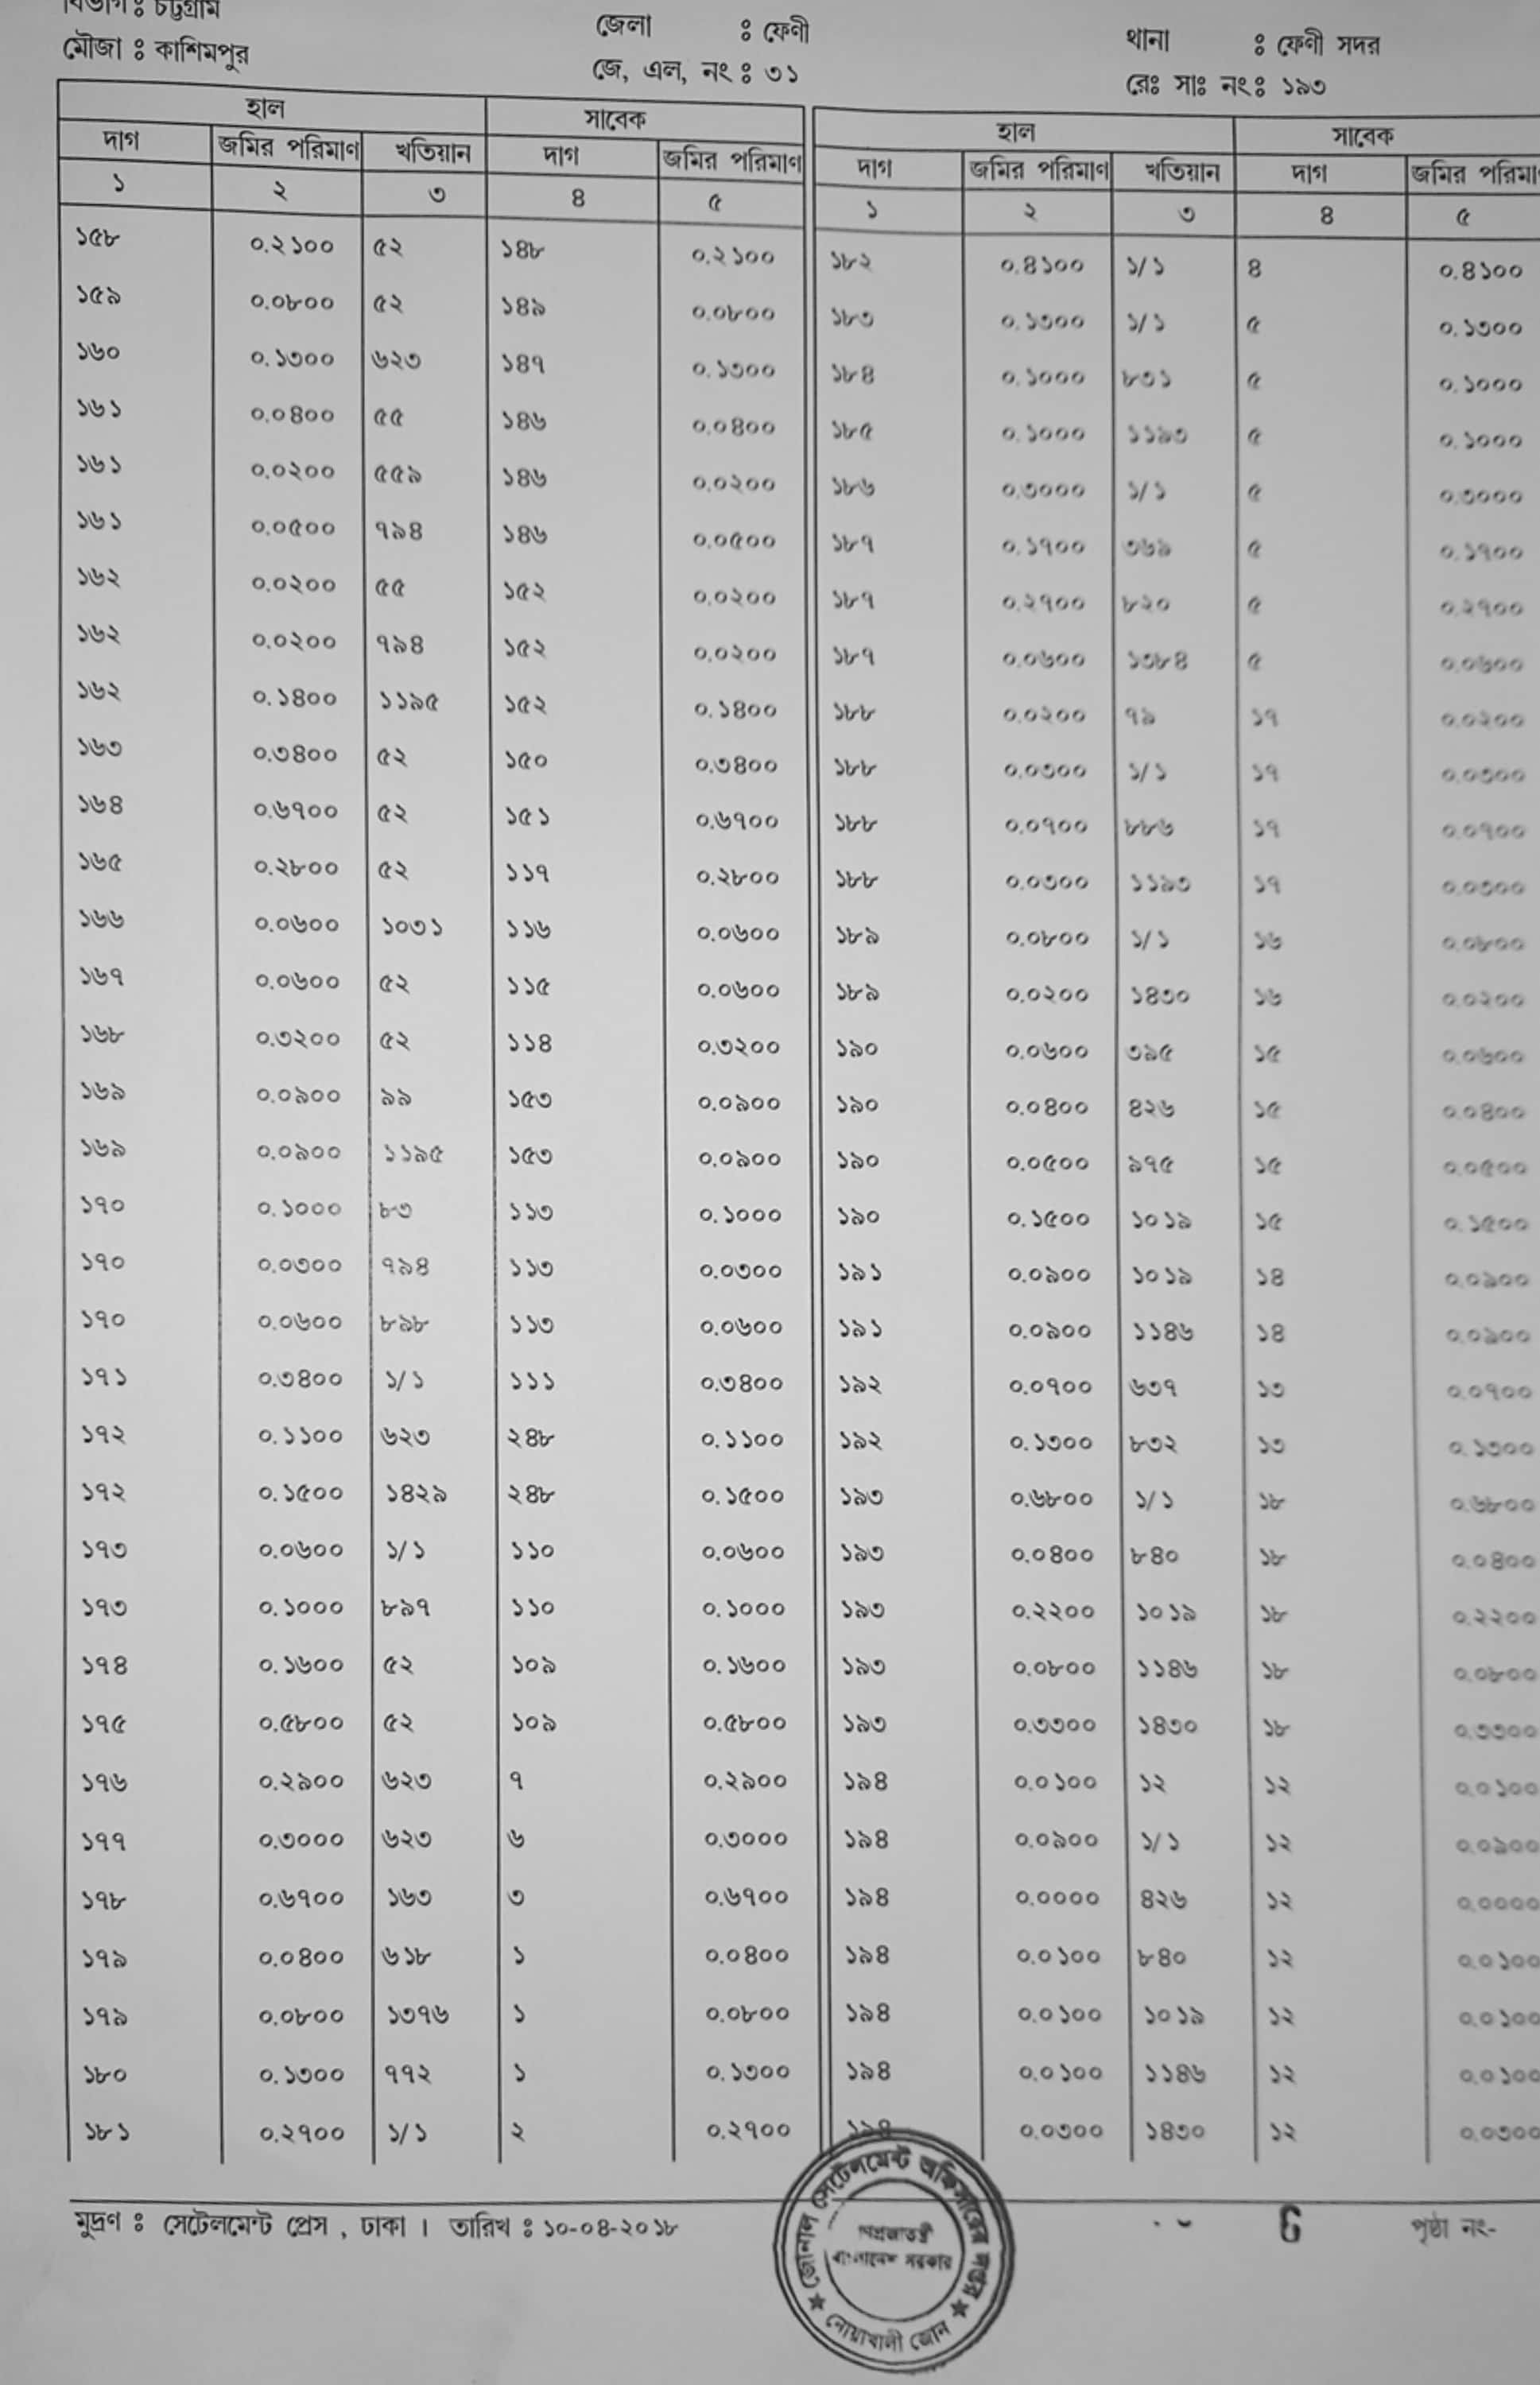 বিভাগ ঃ চট্টগ্রাম
জেলা ঃ ফেণী
থানা ঃ ফেণী সদর
মৌজা ঃ কাশিমপুর
জে, এল, নং ঃ ৩১
রেঃ সাঃ নং ঃ ১৯৩
হাল সাবেক হাল সাবেক
দাগ জমির পরিমাণ খতিয়ান দাগ জমির পরিমাণ দাগ জমির পরিমাণ খতিয়ান দাগ জমির পরিমা
১ ২ ৩ ৪ ৫ ১ ২ ৩ ৪ ৫
১৫৮ ০.২১০০ ৫২ ১৪৮ ০.২১০০ ১৮২ ০.৪১০০ ১/১ ৪ ০.৪১০০
১৫৯ ০.০৮০০ ৫২ ১৪৯ ০.০৮০০ ১৮৩ ০.১৩০০ ১/১ ৫ ০.১৩০০
১৬০ ০.১৩০০ ৬২৩ ১৪৭ ০.১৩০০ ১৮৪ ০.১০০০ ৮৩১ ৫ ০.১০০০
১৬১ ০.০৪০০ ৫৫ ১৪৬ ০.০৪০০ ১৮৫ ০.১০০০ ১১৯৩ ৫ ০.১০০০
১৬১ ০.০২০০ ৫৫৯ ১৪৬ ০.০২০০ ১৮৬ ০.৩০০০ ১/১ ৫ ০.৩০০০
১৬১ ০.০৫০০ ৭৯৪ ১৪৬ ০.০৫০০ ১৮৭ ০.১৭০০ ৩৬৯ ৫ ০.১৭০০
১৬২ ০.০২০০ ৫৫ ১৫২ ০.০২০০ ১৮৭ ০.২৭০০ ৮২০ ৫ ০.২৭০০
১৬২ ০.০২০০ ৭৯৪ ১৫২ ০.০২০০ ১৮৭ ০.০৬০০ ১৩৮৪ ৫ ০.০৬০০
১৬২ ০.১৪০০ ১১৯৫ ১৫২ ০.১৪০০ ১৮৮ ০.০২০০ ৭৯ ১৭ ০.০২০০
১৬৩ ০.৩৪০০ ৫২ ১৫০ ০.৩৪০০ ১৮৮ ০.০৩০০ ১/১ ১৭ ০.০৩০০
১৬৪ ০.৬৭০০ ৫২ ১৫১ ০.৬৭০০ ১৮৮ ০.০৭০০ ৮৮৬ ১৭ ০.০৭০০
১৬৫ ০.২৮০০ ৫২ ১১৭ ০.২৮০০ ১৮৮ ০.০৩০০ ১১৯৩ ১৭ ০.০৩০০
১৬৬ ০.০৬০০ ১০৩১ ১১৬ ০.০৬০০ ১৮৯ ০.০৮০০ ১/১ ১৬ ০.০৮০০
১৬৭ ০.০৬০০ ৫২ ১১৫ ০.০৬০০ ১৮৯ ০.০২০০ ১৪৩০ ১৬ ০.০২০০
১৬৮ ০.৩২০০ ৫২ ১১৪ ০.৩২০০ ১৯০ ০.০৬০০ ৩৯৫ ১৫ ০.০৬০০
১৬৯ ০.০৯০০ ৯৯ ১৫৩ ০.০৯০০ ১৯০ ০.০৪০০ ৪২৬ ১৫ ০.০৪০০
১৬৯ ০.০৯০০ ১১৯৫ ১৫৩ ০.০৯০০ ১৯০ ০.০৫০০ ৯৭৫ ১৫ ০.০৫০০
১৭০ ০.১০০০ ৮৩ ১১৩ ০.১০০০ ১৯০ ০.১৫০০ ১০১৯ ১৫ ০.১৫০০
১৭০ ০.০৩০০ ৭৯৪ ১১৩ ০.০৩০০ ১৯১ ০.০৯০০ ১০১৯ ১৪ ০.০৯০০
১৭০ ০.০৬০০ ৮৯৮ ১১৩ ০.০৬০০ ১৯১ ০.০৯০০ ১১৪৬ ১৪ ০.০৯০০
১৭১ ০.৩৪০০ ১/১ ১১১ ০.৩৪০০ ১৯২ ০.০৭০০ ৬৩৭ ১৩ ০.০৭০০
১৭২ ০.১১০০ ৬২৩ ২৪৮ ০.১১০০ ১৯২ ০.১৩০০ ৮৩২ ১৩ ০.১৩০০
১৭২ ০.১৫০০ ১৪২৯ ২৪৮ ০.১৫০০ ১৯৩ ০.৬৮০০ ১/১ ১৮ ০.৬৮০০
১৭৩ ০.০৬০০ ১/১ ১১০ ০.০৬০০ ১৯৩ ০.০৪০০ ৮৪০ ১৮ ০.০৪০০
১৭৩ ০.১০০০ ৮৯৭ ১১০ ০.১০০০ ১৯৩ ০.২২০০ ১০১৯ ১৮ ০.২২০০
১৭৪ ০.১৬০০ ৫২ ১০৯ ০.১৬০০ ১৯৩ ০.০৮০০ ১১৪৬ ১৮ ০.০৮০০
১৭৫ ০.৫৮০০ ৫২ ১০৯ ০.৫৮০০ ১৯৩ ০.৩৩০০ ১৪৩০ ১৮ ০.৩৩০০
১৭৬ ০.২৯০০ ৬২৩ ৭ ০.২৯০০ ১৯৪ ০.০১০০ ১২ ১২ ০.০১০০
১৭৭ ০.৩০০০ ৬২৩ ৬ ০.৩০০০ ১৯৪ ০.০৯০০ ১/১ ১২ ০.০৯০০
১৭৮ ০.৬৭০০ ১৬৩ ৩ ০.৬৭০০ ১৯৪ ০.০০০০ ৪২৬ ১২ ০.০০০০
১৭৯ ০.০৪০০ ৬১৮ ১ ০.০৪০০ ১৯৪ ০.০১০০ ৮৪০ ১২ ০.০১০০
১৭৯ ০.০৮০০ ১৩৭৬ ১ ০.০৮০০ ১৯৪ ০.০১০০ ১০১৯ ১২ ০.০১০০
১৮০ ০.১৩০০ ৭৭২ ১ ০.১৩০০ ১৯৪ ০.০১০০ ১১৪৬ ১২ ০.০১০০
১৮১ ০.২৭০০ ১/১ ২ ০.২৭০০ ১৯৪ ০.০৩০০ ১৪৩০ ১২ ০.০৩০০
মুদ্রণ ঃ সেটেলমেন্ট প্রেস , ঢাকা । তারিখ ঃ ১০-০৪-২০১৮
পৃষ্ঠা নং-
জোনাল সেটেলমেন্ট অফিসারের দপ্তর
বাংলাদেশ সরকার
নোয়াখালী জোন